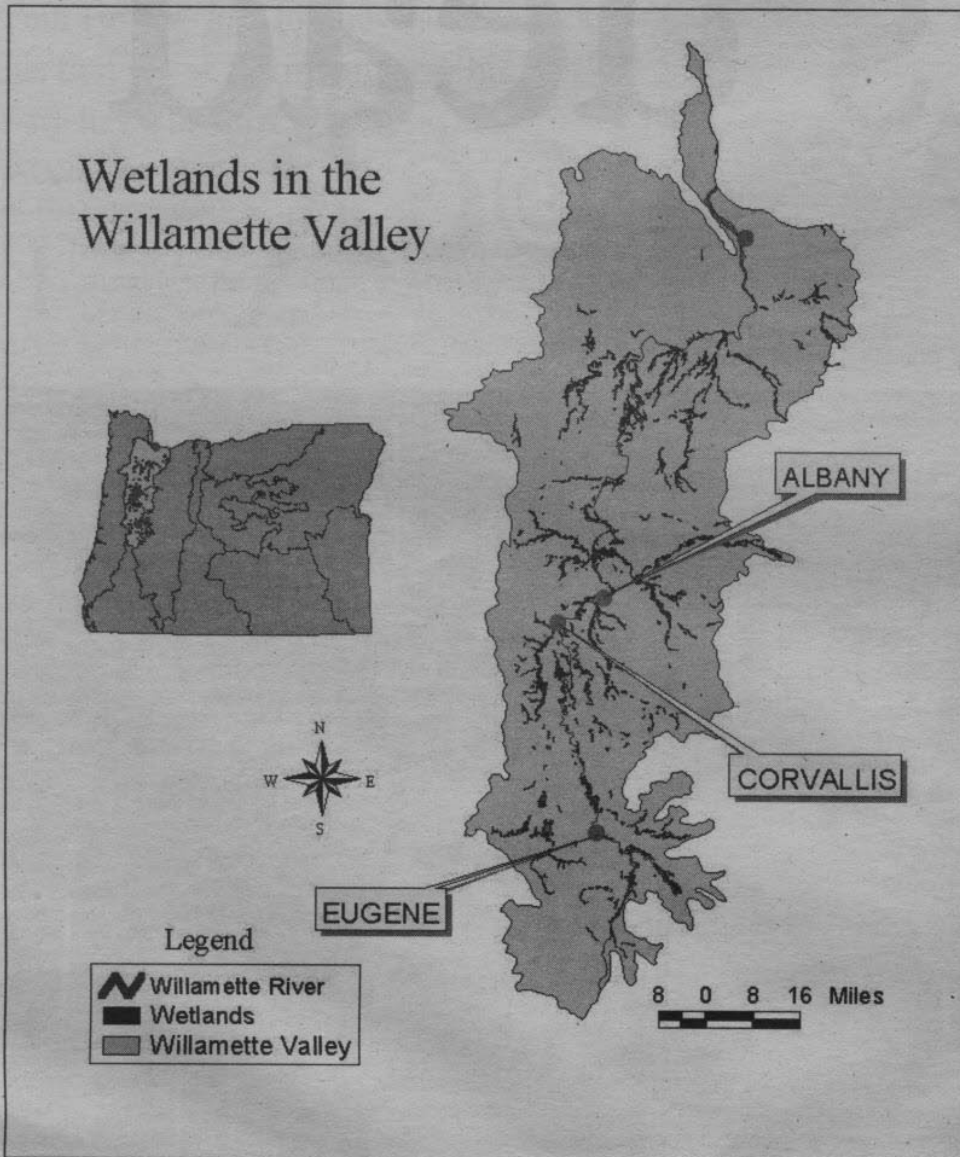 Wetlands in the
Willamette Valley
ALBANY
CORVALLIS
N
W E
S
EUGENE
Legend
Willamette River
Wetlands
Willamette Valley
8 0 8 16 Miles